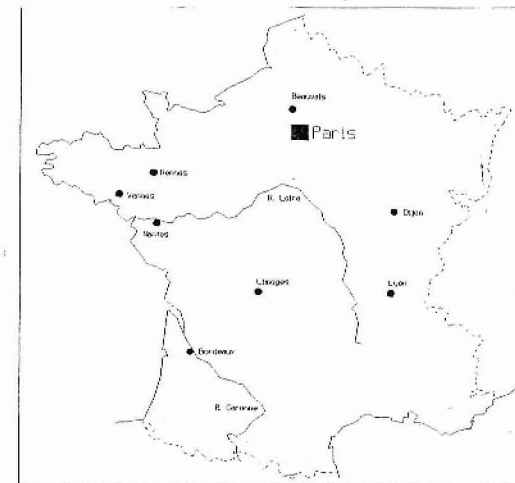 Beauvais
Paris
Rennes
Vannes
R. Loire
Dijon
Nantes
Limoges
Lyon
Bordeaux
R. Garonne